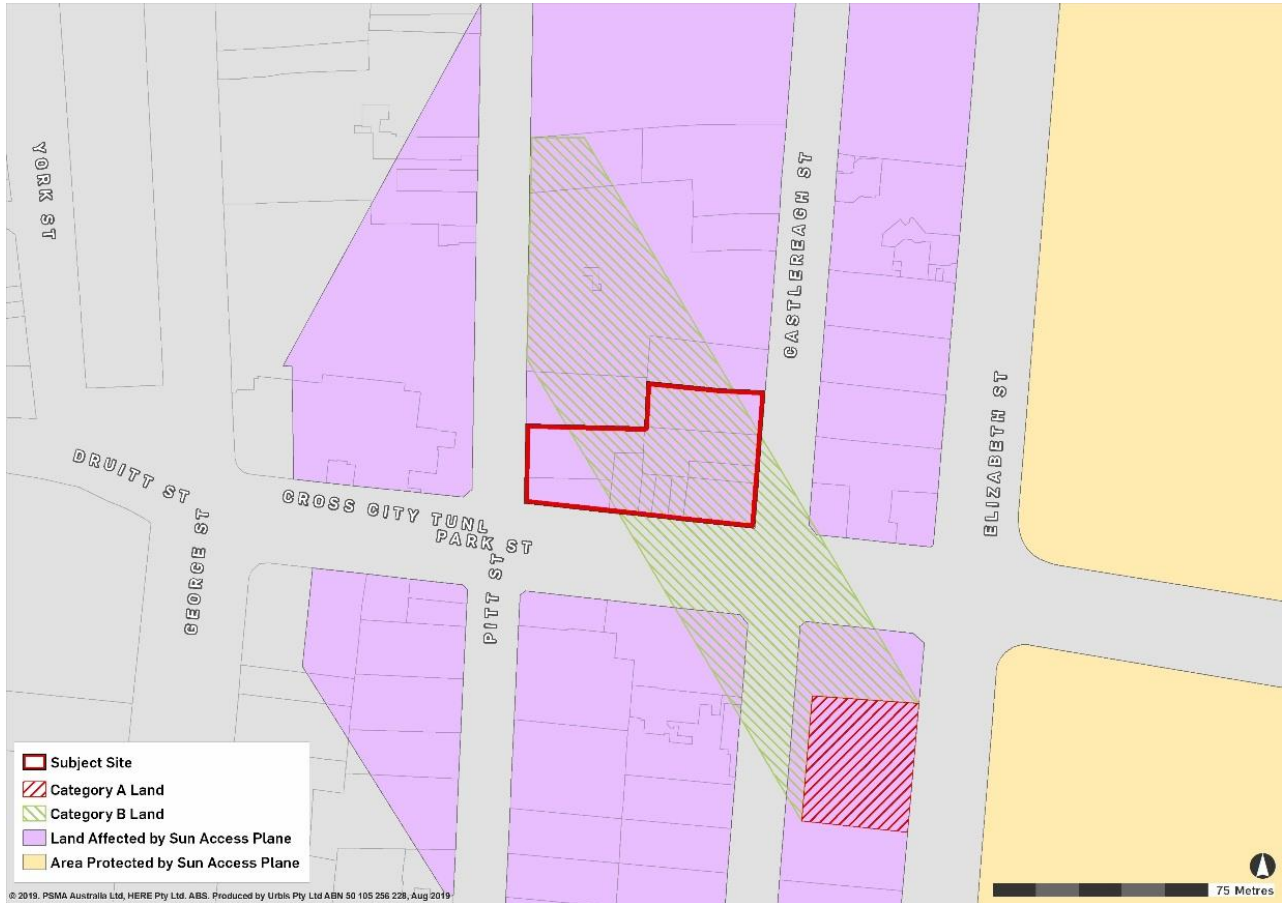 YORK ST
CASTLEREAGH ST
ELIZABETH ST
DRUITT ST
GEORGE ST
CROSS CITY TUNL
PARK ST
PITT ST
Subject Site
Category A Land
Category B Land
Land Affected by Sun Access Plane
Area Protected by Sun Access Plane
75 Metres
© 2019. PSMA Australia Ltd, HERE Pty Ltd. ABS. Produced by Urbis Pty Ltd ABN 50 105 256 228, Aug 2019